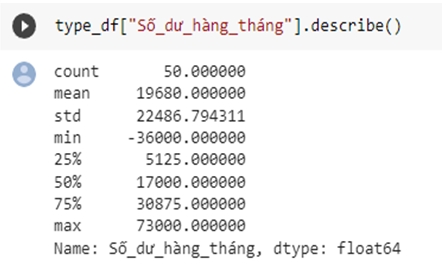 type_df["Số_dư_hàng_tháng"].describe()
count 50.000000
mean 19680.000000
std 22486.794311
min -36000.000000
25% 5125.000000
50% 17000.000000
75% 30875.000000
max 73000.000000
Name: Số_dư_hàng_tháng, dtype: float64